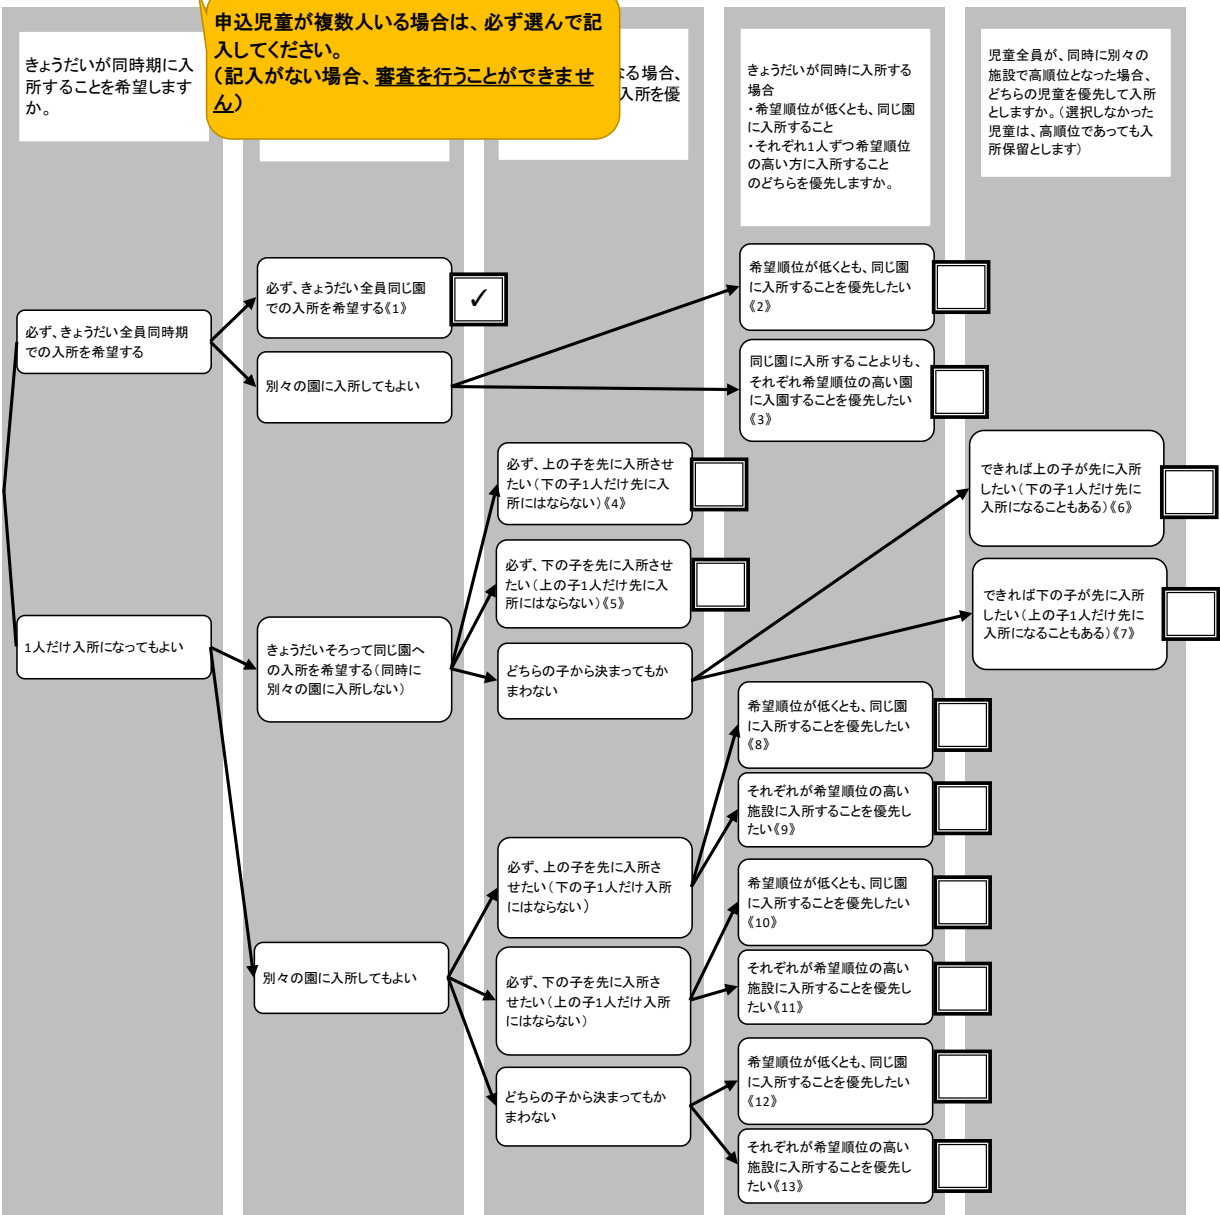 申込児童が複数人いる場合は、必ず選んで記
入してください。
(記入がない場合、審査を行うことができませ
ん)
きょうだいが同時期に入
所することを希望します
か。
なる場合、
入所を優
きょうだいが同時に入所する
場合
・希望順位が低くとも、同じ園
に入所すること
・それぞれ1人ずつ希望順位
の高い方に入所すること
のどちらを優先しますか。
児童全員が、同時に別々の
施設で高順位となった場合、
どちらの児童を優先して入所
としますか。(選択しなかった
児童は、高順位であっても入
所保留とします)
必ず、きょうだい全員同時期
での入所を希望する
必ず、きょうだい全員同じ園
での入所を希望する《1》
✓
別々の園に入所してもよい
希望順位が低くとも、同じ園
に入所することを優先したい
《2》
同じ園に入所することよりも、
それぞれ希望順位の高い園
に入園することを優先したい
《3》
1人だけ入所になってもよい
きょうだいそろって同じ園へ
の入所を希望する(同時に
別々の園に入所しない)
必ず、上の子を先に入所させ
たい(下の子1人だけ先に入
所にはならない)《4》
必ず、下の子を先に入所させ
たい(上の子1人だけ先に入
所にはならない)《5》
どちらの子から決まってもか
まわない
できれば上の子が先に入所
したい(下の子1人だけ先に
入所になることもある)《6》
できれば下の子が先に入所
したい(上の子1人だけ先に
入所になることもある)《7》
別々の園に入所してもよい
必ず、上の子を先に入所さ
せたい(下の子1人だけ入所
にはならない)
希望順位が低くとも、同じ園
に入所することを優先したい
《8》
それぞれが希望順位の高い
施設に入所することを優先し
たい《9》
必ず、下の子を先に入所さ
せたい(上の子1人だけ入所
にはならない)
希望順位が低くとも、同じ園
に入所することを優先したい
《10》
それぞれが希望順位の高い
施設に入所することを優先し
たい《11》
どちらの子から決まってもか
まわない
希望順位が低くとも、同じ園
に入所することを優先したい
《12》
それぞれが希望順位の高い
施設に入所することを優先し
たい《13》